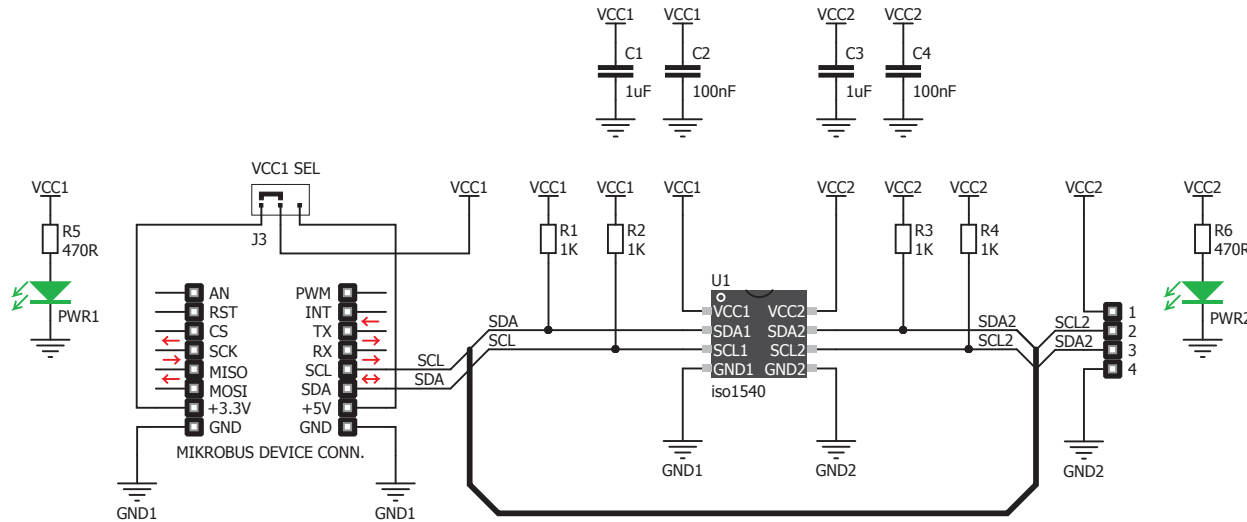 VCC1 VCC1 VCC2 VCC2
C1 C2 C3 C4
1uF 100nF 1uF 100nF
VCC1 SEL
J3
VCC1
R5
470R
PWR1
VCC1 VCC1 VCC1 VCC1 VCC2 VCC2 VCC2 VCC2 VCC2
R1
1K
R2
1K
R3
1K
R4
1K
R6
470R
PWR2
AN PWM
RST INT
CS TX
SCK RX
MISO SCL
MOSI SDA
+3.3V +5V
GND GND
MIKROBUS DEVICE CONN.
GND1 GND1
SCL SDA
SDA SCL
U1
VCC1 VCC2
SDA1 SDA2
SCL1 SCL2
GND1 GND2
iso1540
GND1 GND2
SDA2 SCL2
SCL2 SDA2
1
2
3
4
GND2